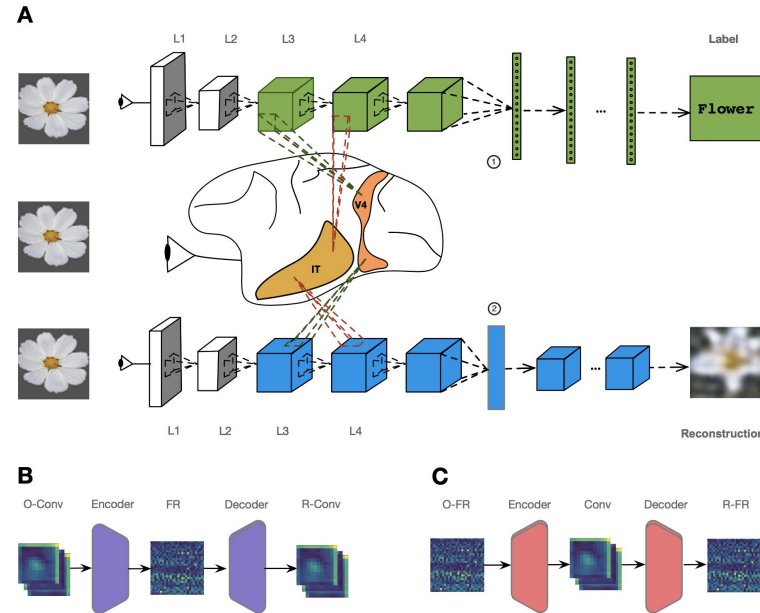 A
L1 L2 L3 L4 Label
Flower
①
V4
IT
②
L1 L2 L3 L4 Reconstruction
B
O-Conv Encoder FR Decoder R-Conv
C
O-FR Encoder Conv Decoder R-FR